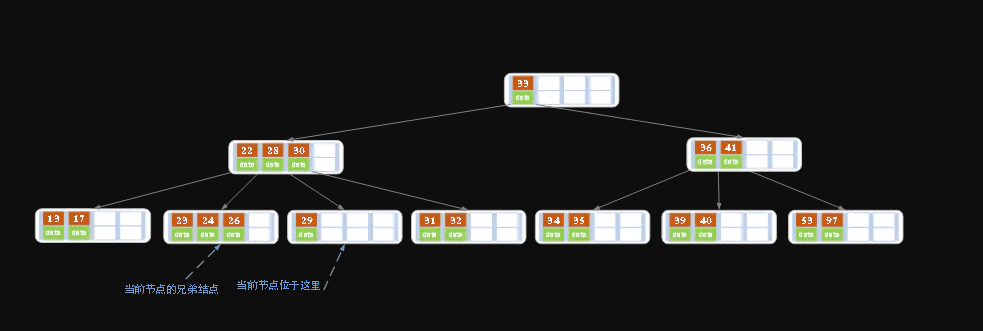 33
data
22 28 30
data data data
36 41
data data
13 17
data data
23 24 26
data data data
29
data
31 32
data data
34 35
data data
39 40
data data
53 97
data data
当前节点的兄弟结点
当前节点位于这里